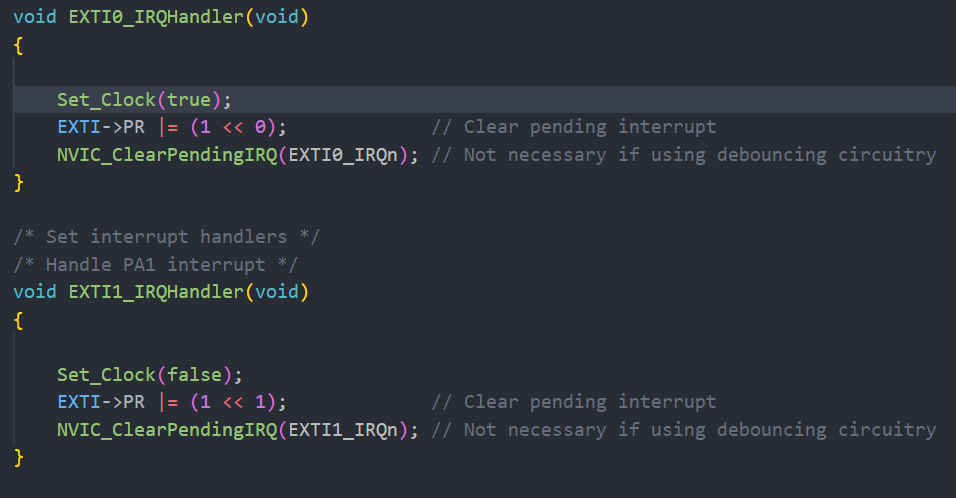 void EXTI0_IRQHandler(void)
{
Set_Clock(true);
EXTI->PR |= (1 << 0); // Clear pending interrupt
NVIC_ClearPendingIRQ(EXTI0_IRQn); // Not necessary if using debouncing circuitry
}
/* Set interrupt handlers */
/* Handle PA1 interrupt */
void EXTI1_IRQHandler(void)
{
Set_Clock(false);
EXTI->PR |= (1 << 1); // Clear pending interrupt
NVIC_ClearPendingIRQ(EXTI1_IRQn); // Not necessary if using debouncing circuitry
}